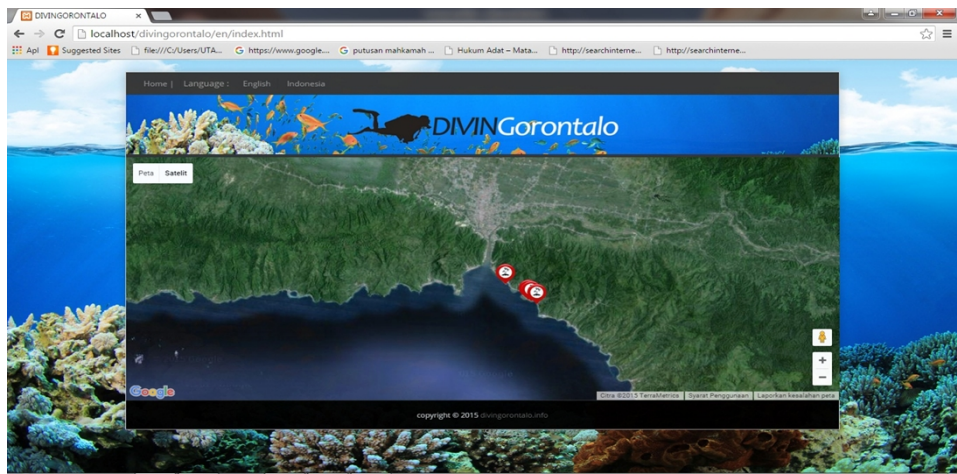 DIVINGORONTALO
localhost/divingorontalo/en/index.html
Apl Suggested Sites file:///C:/Users/UTA... https://www.google.... putusan mahkamah ... Hukum Adat – Mata... http://searchinterne... http://searchinterne...
Home | Language : English Indonesia
DIVINGorontalo
Peta Satelit
Google
Citra ©2015 TerraMetrics Syarat Penggunaan Laporkan kesalahan peta
copyright © 2015 divingorontalo.info